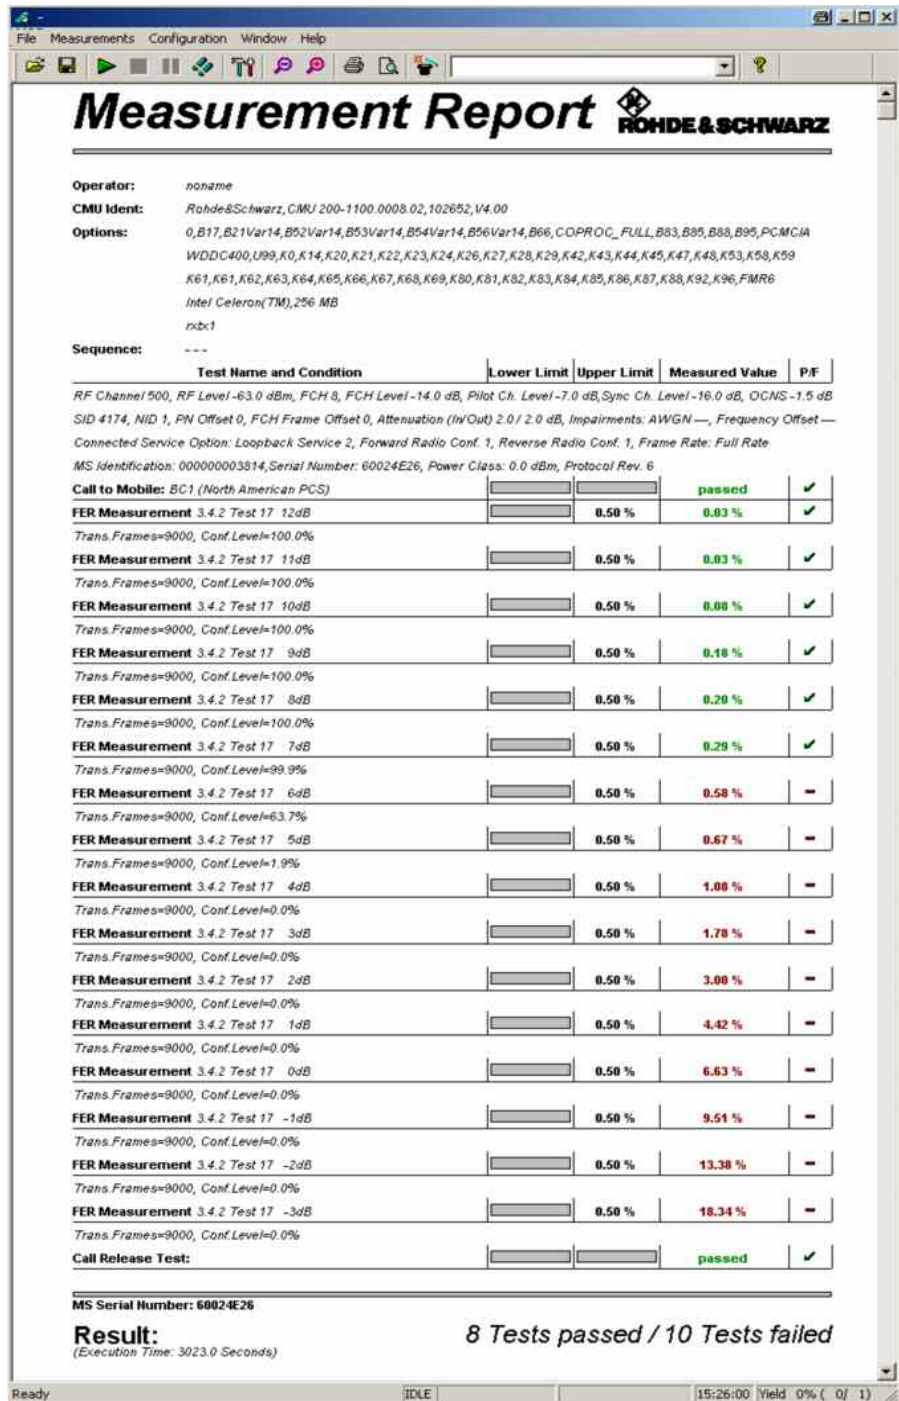 File Measurements Configuration Window Help
Measurement Report ROHDE & SCHWARZ
Operator: noname
CMU Ident: Rohde&Schwarz,CMU 200-1100.0008.02,102652,V4.00
Options: 0,B17,B21Var14,B52Var14,B53Var14,B54Var14,B56Var14,B66,COPROC_FULL,B83,B85,B88,B95,PCMCIA
WDDC400,U99,K0,K14,K20,K21,K22,K23,K24,K26,K27,K28,K29,K42,K43,K44,K45,K47,K48,K53,K58,K59
K61,K61,K62,K63,K64,K65,K66,K67,K68,K69,K80,K81,K82,K83,K84,K85,K86,K87,K88,K92,K96,FMR6
Intel Celeron(TM),256 MB
rxtx1
Sequence: ---
Test Name and Condition Lower Limit Upper Limit Measured Value P/F
RF Channel 500, RF Level -63.0 dBm, FCH 8, FCH Level -14.0 dB, Pilot Ch. Level -7.0 dB,Sync Ch. Level -16.0 dB, OCNS -1.5 dB
SID 4174, NID 1, PN Offset 0, FCH Frame Offset 0, Attenuation (In/Out) 2.0 / 2.0 dB, Impairments: AWGN ---, Frequency Offset ---
Connected Service Option: Loopback Service 2, Forward Radio Conf. 1, Reverse Radio Conf. 1, Frame Rate: Full Rate
MS Identification: 000000003814,Serial Number: 60024E26, Power Class: 0.0 dBm, Protocol Rev. 6
Call to Mobile: BC1 (North American PCS) passed ✔
FER Measurement 3.4.2 Test 17 12dB 0.50 % 0.03 % ✔
Trans.Frames=9000, Conf.Level=100.0%
FER Measurement 3.4.2 Test 17 11dB 0.50 % 0.03 % ✔
Trans.Frames=9000, Conf.Level=100.0%
FER Measurement 3.4.2 Test 17 10dB 0.50 % 0.08 % ✔
Trans.Frames=9000, Conf.Level=100.0%
FER Measurement 3.4.2 Test 17 9dB 0.50 % 0.18 % ✔
Trans.Frames=9000, Conf.Level=100.0%
FER Measurement 3.4.2 Test 17 8dB 0.50 % 0.20 % ✔
Trans.Frames=9000, Conf.Level=100.0%
FER Measurement 3.4.2 Test 17 7dB 0.50 % 0.29 % ✔
Trans.Frames=9000, Conf.Level=99.9%
FER Measurement 3.4.2 Test 17 6dB 0.50 % 0.58 % -
Trans.Frames=9000, Conf.Level=63.7%
FER Measurement 3.4.2 Test 17 5dB 0.50 % 0.67 % -
Trans.Frames=9000, Conf.Level=1.9%
FER Measurement 3.4.2 Test 17 4dB 0.50 % 1.08 % -
Trans.Frames=9000, Conf.Level=0.0%
FER Measurement 3.4.2 Test 17 3dB 0.50 % 1.78 % -
Trans.Frames=9000, Conf.Level=0.0%
FER Measurement 3.4.2 Test 17 2dB 0.50 % 3.00 % -
Trans.Frames=9000, Conf.Level=0.0%
FER Measurement 3.4.2 Test 17 1dB 0.50 % 4.42 % -
Trans.Frames=9000, Conf.Level=0.0%
FER Measurement 3.4.2 Test 17 0dB 0.50 % 6.63 % -
Trans.Frames=9000, Conf.Level=0.0%
FER Measurement 3.4.2 Test 17 -1dB 0.50 % 9.51 % -
Trans.Frames=9000, Conf.Level=0.0%
FER Measurement 3.4.2 Test 17 -2dB 0.50 % 13.38 % -
Trans.Frames=9000, Conf.Level=0.0%
FER Measurement 3.4.2 Test 17 -3dB 0.50 % 18.34 % -
Trans.Frames=9000, Conf.Level=0.0%
Call Release Test: passed ✔
MS Serial Number: 60024E26
Result: 8 Tests passed / 10 Tests failed
(Execution Time: 3023.0 Seconds)
Ready IDLE 15:26:00 Yield 0% ( 0/ 1)